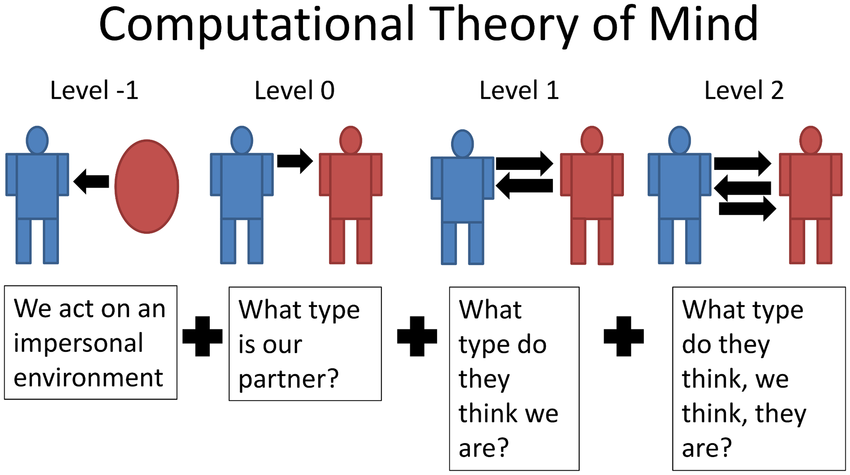 Computational Theory of Mind
Level -1
Level 0
Level 1
Level 2
We act on an
impersonal
environment
What type
is our
partner?
What
type do
they
think we
are?
What type
do they
think, we
think, they
are?